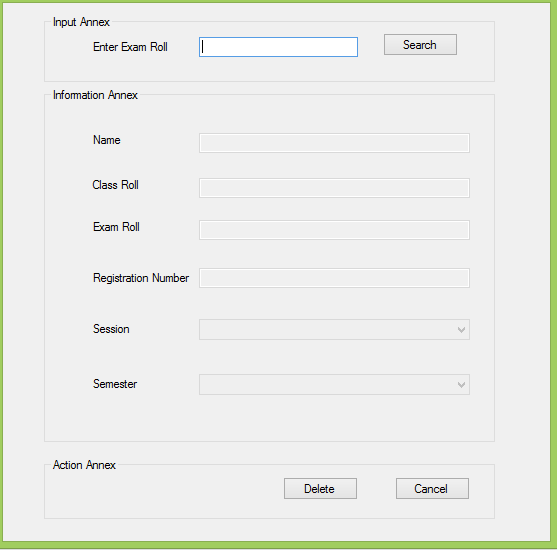 Input Annex
Enter Exam Roll Search
Information Annex
Name
Class Roll
Exam Roll
Registration Number
Session
Semester
Action Annex
Delete Cancel